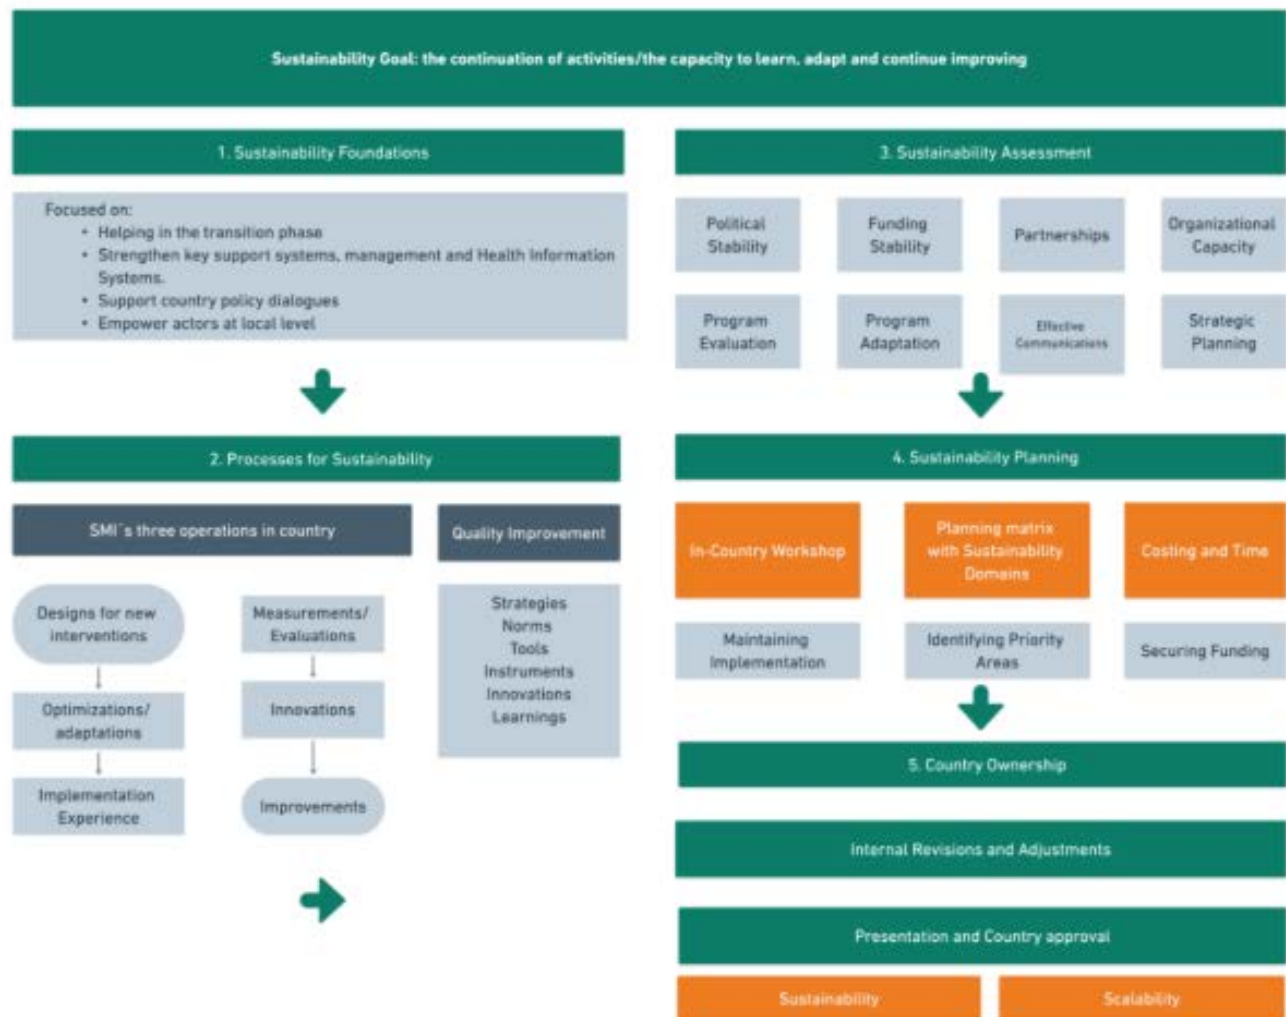 Sustainability Goal: the continuation of activities/the capacity to learn, adapt and continue improving
1. Sustainability Foundations
Focused on:
• Helping in the transition phase
• Strengthen key support systems, management and Health Information
Systems.
• Support country policy dialogues
• Empower actors at local level
2. Processes for Sustainability
SMI´s three operations in country
Designs for new
interventions
Optimizations/
adaptations
Implementation
Experience
Measurements/
Evaluations
Innovations
Improvements
Quality Improvement
Strategies
Norms
Tools
Instruments
Innovations
Learnings
3. Sustainability Assessment
Political
Stability
Funding
Stability
Partnerships
Organizational
Capacity
Program
Evaluation
Program
Adaptation
Effective
Communications
Strategic
Planning
4. Sustainability Planning
In-Country Workshop
Planning matrix
with Sustainability
Domains
Costing and Time
Maintaining
Implementation
Identifying Priority
Areas
Securing Funding
5. Country Ownership
Internal Revisions and Adjustments
Presentation and Country approval
Sustainability
Scalability